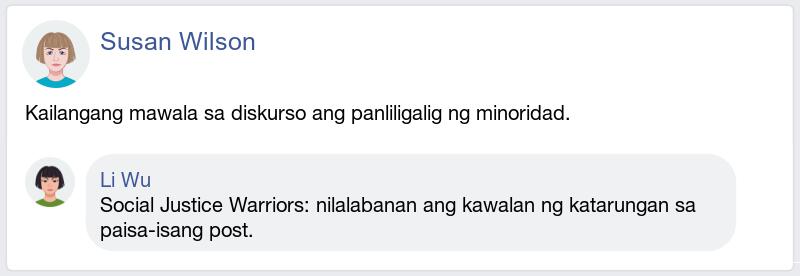 Susan Wilson
Kailangang mawala sa diskurso ang panliligalig ng minoridad.
Li Wu
Social Justice Warriors: nilalabanan ang kawalan ng katarungan sa
paisa-isang post.